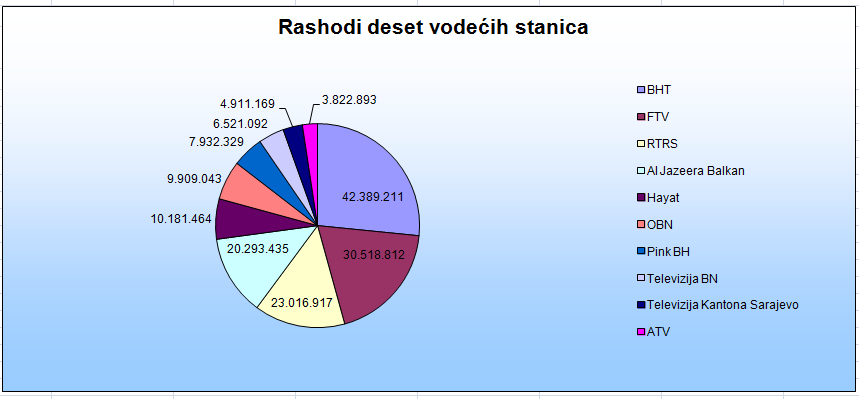 Rashodi deset vodećih stanica
4.911.169
3.822.893
6.521.092
7.932.329
9.909.043
10.181.464
20.293.435
23.016.917
30.518.812
42.389.211
BHT
FTV
RTRS
Al Jazeera Balkan
Hayat
OBN
Pink BH
Televizija BN
Televizija Kantona Sarajevo
ATV